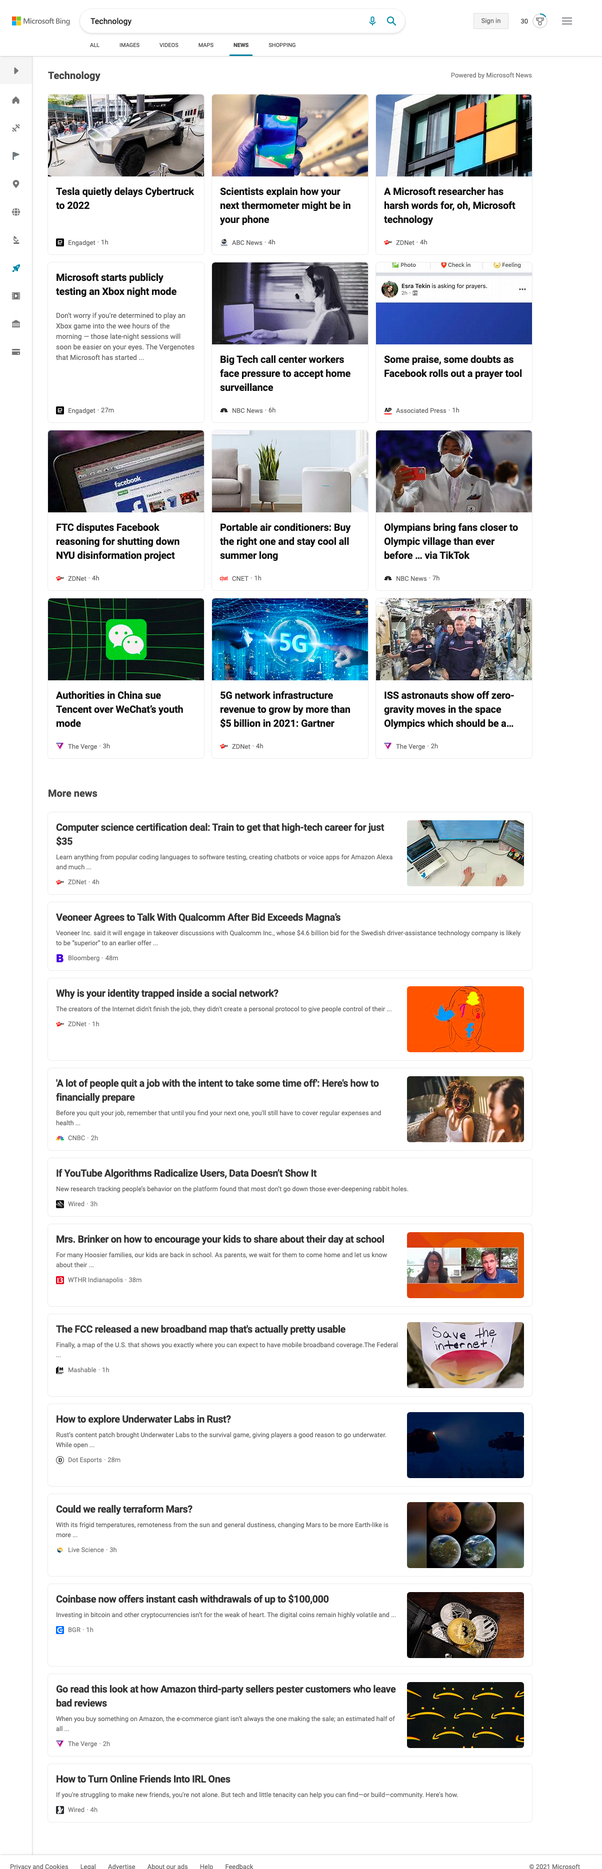 Microsoft Bing
Technology
Sign in
30
ALL
IMAGES
VIDEOS
MAPS
NEWS
SHOPPING
Technology
Powered by Microsoft News
Tesla quietly delays Cybertruck
to 2022
Engadget · 1h
Scientists explain how your
next thermometer might be in
your phone
ABC News · 4h
A Microsoft researcher has
harsh words for, oh, Microsoft
technology
ZDNet · 4h
Microsoft starts publicly
testing an Xbox night mode
Don't worry if you're determined to play an
Xbox game into the wee hours of the
morning — those late-night sessions will
soon be easier on your eyes. The Vergenotes
that Microsoft has started ...
Engadget · 27m
Big Tech call center workers
face pressure to accept home
surveillance
NBC News · 6h
Photo
Check in
Feeling
Esra Tekin is asking for prayers.
2h
Some praise, some doubts as
Facebook rolls out a prayer tool
AP
Associated Press · 1h
facebook
FTC disputes Facebook
reasoning for shutting down
NYU disinformation project
ZDNet · 4h
Portable air conditioners: Buy
the right one and stay cool all
summer long
CNET · 1h
Olympians bring fans closer to
Olympic village than ever
before ... via TikTok
NBC News · 7h
Authorities in China sue
Tencent over WeChat's youth
mode
The Verge · 3h
5G
5G network infrastructure
revenue to grow by more than
$5 billion in 2021: Gartner
ZDNet · 4h
ISS astronauts show off zero-
gravity moves in the space
Olympics which should be a...
The Verge · 2h
More news
Computer science certification deal: Train to get that high-tech career for just
$35
Learn anything from popular coding languages to software testing, creating chatbots or voice apps for Amazon Alexa
and much ...
ZDNet · 4h
Veoneer Agrees to Talk With Qualcomm After Bid Exceeds Magna's
Veoneer Inc. said it will engage in takeover discussions with Qualcomm Inc., whose $4.6 billion bid for the Swedish driver-assistance technology company is likely
to be "superior" to an earlier offer ...
B
Bloomberg · 48m
Why is your identity trapped inside a social network?
The creators of the Internet didn't finish the job, they didn't create a personal protocol to give people control of their ...
ZDNet · 1h
'A lot of people quit a job with the intent to take some time off': Here's how to
financially prepare
Before you quit your job, remember that until you find your next one, you'll still have to cover regular expenses and
health ...
CNBC · 2h
If YouTube Algorithms Radicalize Users, Data Doesn't Show It
New research tracking people's behavior on the platform found that most don't go down those ever-deepening rabbit holes.
Wired · 3h
Mrs. Brinker on how to encourage your kids to share about their day at school
For many Hoosier families, our kids are back in school. As parents, we wait for them to come home and let us know
about their ...
13
WTHR Indianapolis · 38m
The FCC released a new broadband map that's actually pretty usable
Finally, a map of the U.S. that shows you exactly where you can expect to have mobile broadband coverage.The Federal
...
Mashable · 1h
Save the
internet!
How to explore Underwater Labs in Rust?
Rust's content patch brought Underwater Labs to the survival game, giving players a good reason to go underwater.
While open ...
Dot Esports · 28m
Could we really terraform Mars?
With its frigid temperatures, remoteness from the sun and general dustiness, changing Mars to be more Earth-like is
more ...
Live Science · 3h
Coinbase now offers instant cash withdrawals of up to $100,000
Investing in bitcoin and other cryptocurrencies isn't for the weak of heart. The digital coins remain highly volatile and ...
BGR · 1h
Go read this look at how Amazon third-party sellers pester customers who leave
bad reviews
When you buy something on Amazon, the e-commerce giant isn't always the one making the sale; an estimated half of
all...
The Verge · 2h
How to Turn Online Friends Into IRL Ones
If you're struggling to make new friends, you're not alone. But tech and little tenacity can help you can find—or build—community. Here's how.
Wired · 4h
Privacy and Cookies
Legal
Advertise
About our ads
Help
Feedback
© 2021 Microsoft